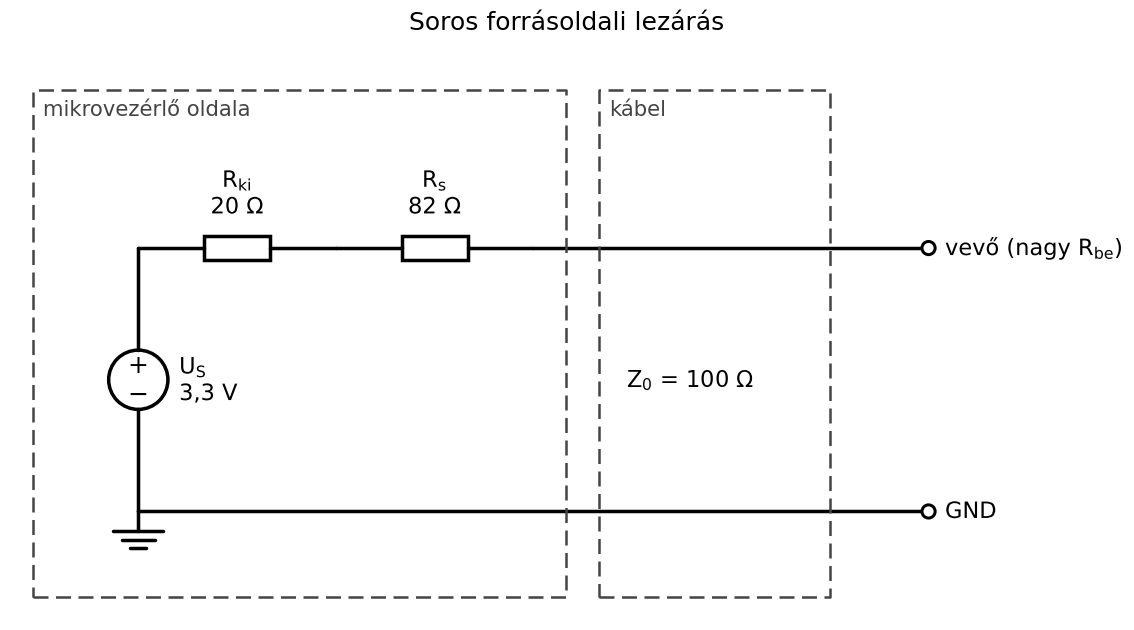 Soros forrásoldali lezárás
mikrovezérlő oldala
kábel
Rki
20 Ω
Rs
82 Ω
vevő (nagy Rbe)
+
−
US
3,3 V
Z0 = 100 Ω
GND